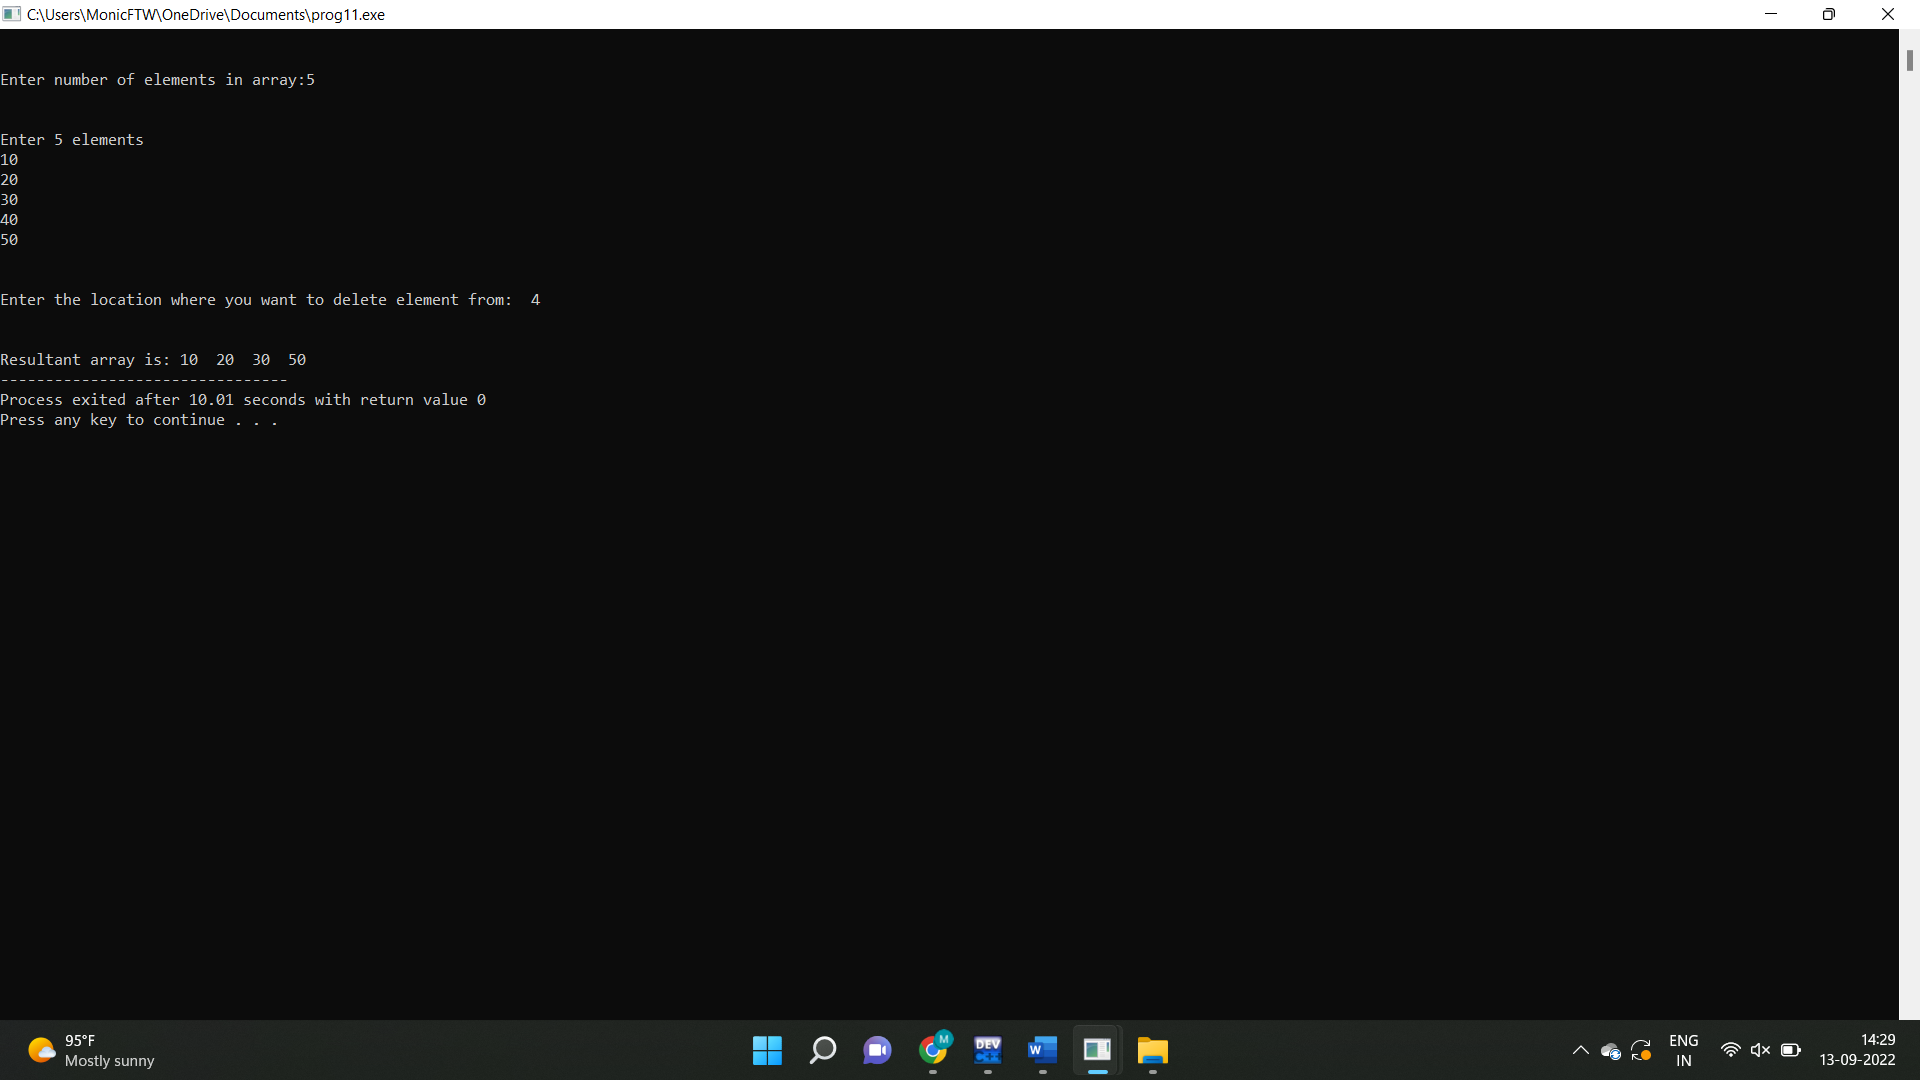 C:\Users\MonicFTW\OneDrive\Documents\prog11.exe
Enter number of elements in array:5
Enter 5 elements
10
20
30
40
50
Enter the location where you want to delete element from:  4
Resultant array is: 10  20  30  50
--------------------------------
Process exited after 10.01 seconds with return value 0
Press any key to continue . . .
95°F
Mostly sunny
M
DEV
C++
W
ENG
IN
14:29
13-09-2022